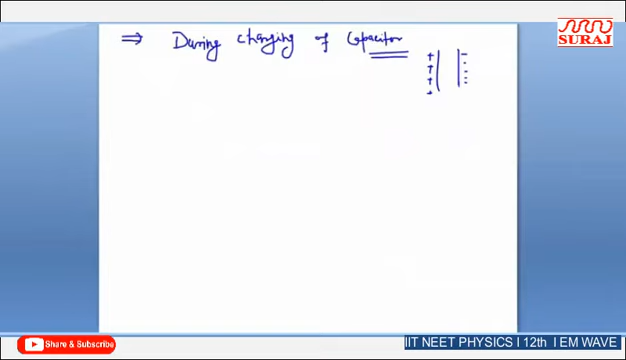 ⇒ During Charging of Capacitor
SURAJ
Share & Subscribe
IIT NEET PHYSICS I 12th I EM WAVE